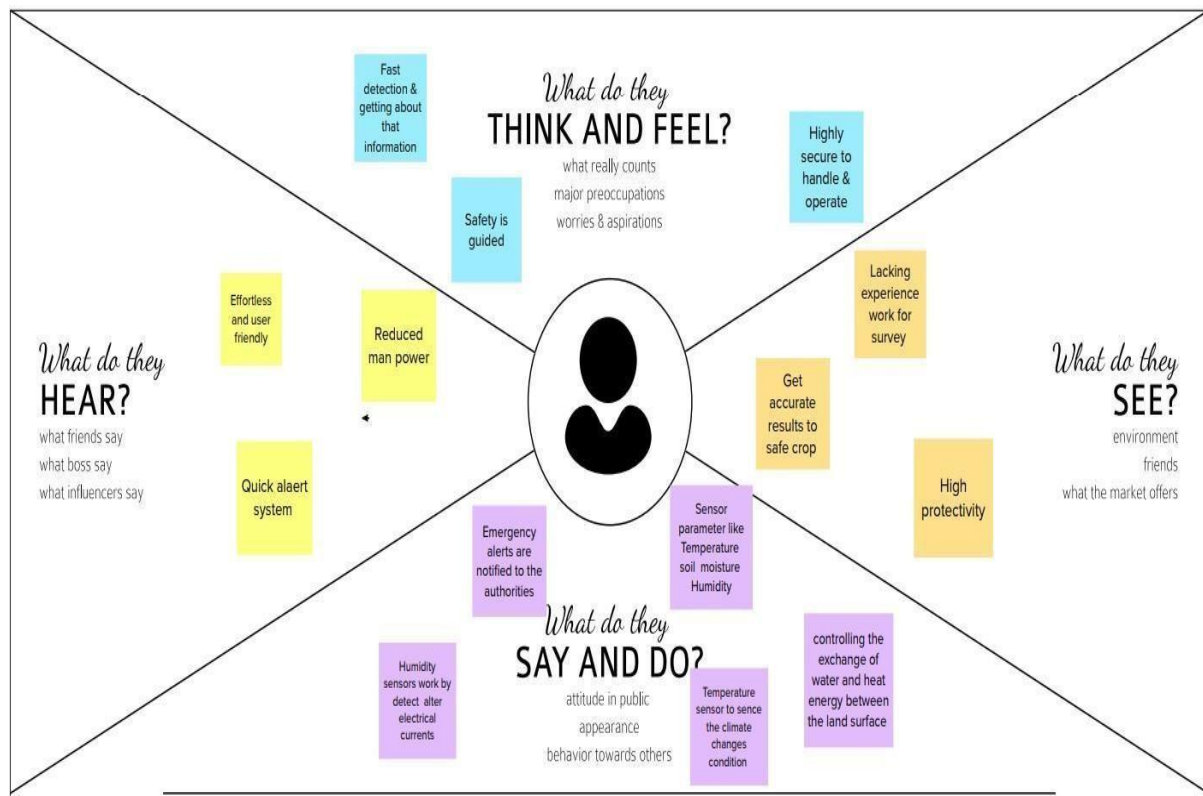 What do they
THINK AND FEEL?
what really counts
major preoccupations
worries & aspirations
Fast
detection &
getting about
that
information
Safety is
guided
Highly
secure to
handle &
operate
What do they
HEAR?
what friends say
what boss say
what influencers say
Effortless
and user
friendly
Reduced
man power
Quick alaert
system
What do they
SEE?
environment
friends
what the market offers
Lacking
experience
work for
survey
Get
accurate
results to
safe crop
High
protectivity
What do they
SAY AND DO?
attitude in public
appearance
behavior towards others
Emergency
alerts are
notified to the
authorities
Sensor
parameter like
Temperature
soil moisture
Humidity
Humidity
sensors work by
detect alter
electrical
currents
Temperature
sensor to sence
the climate
changes
condition
controlling the
exchange of
water and heat
energy between
the land surface